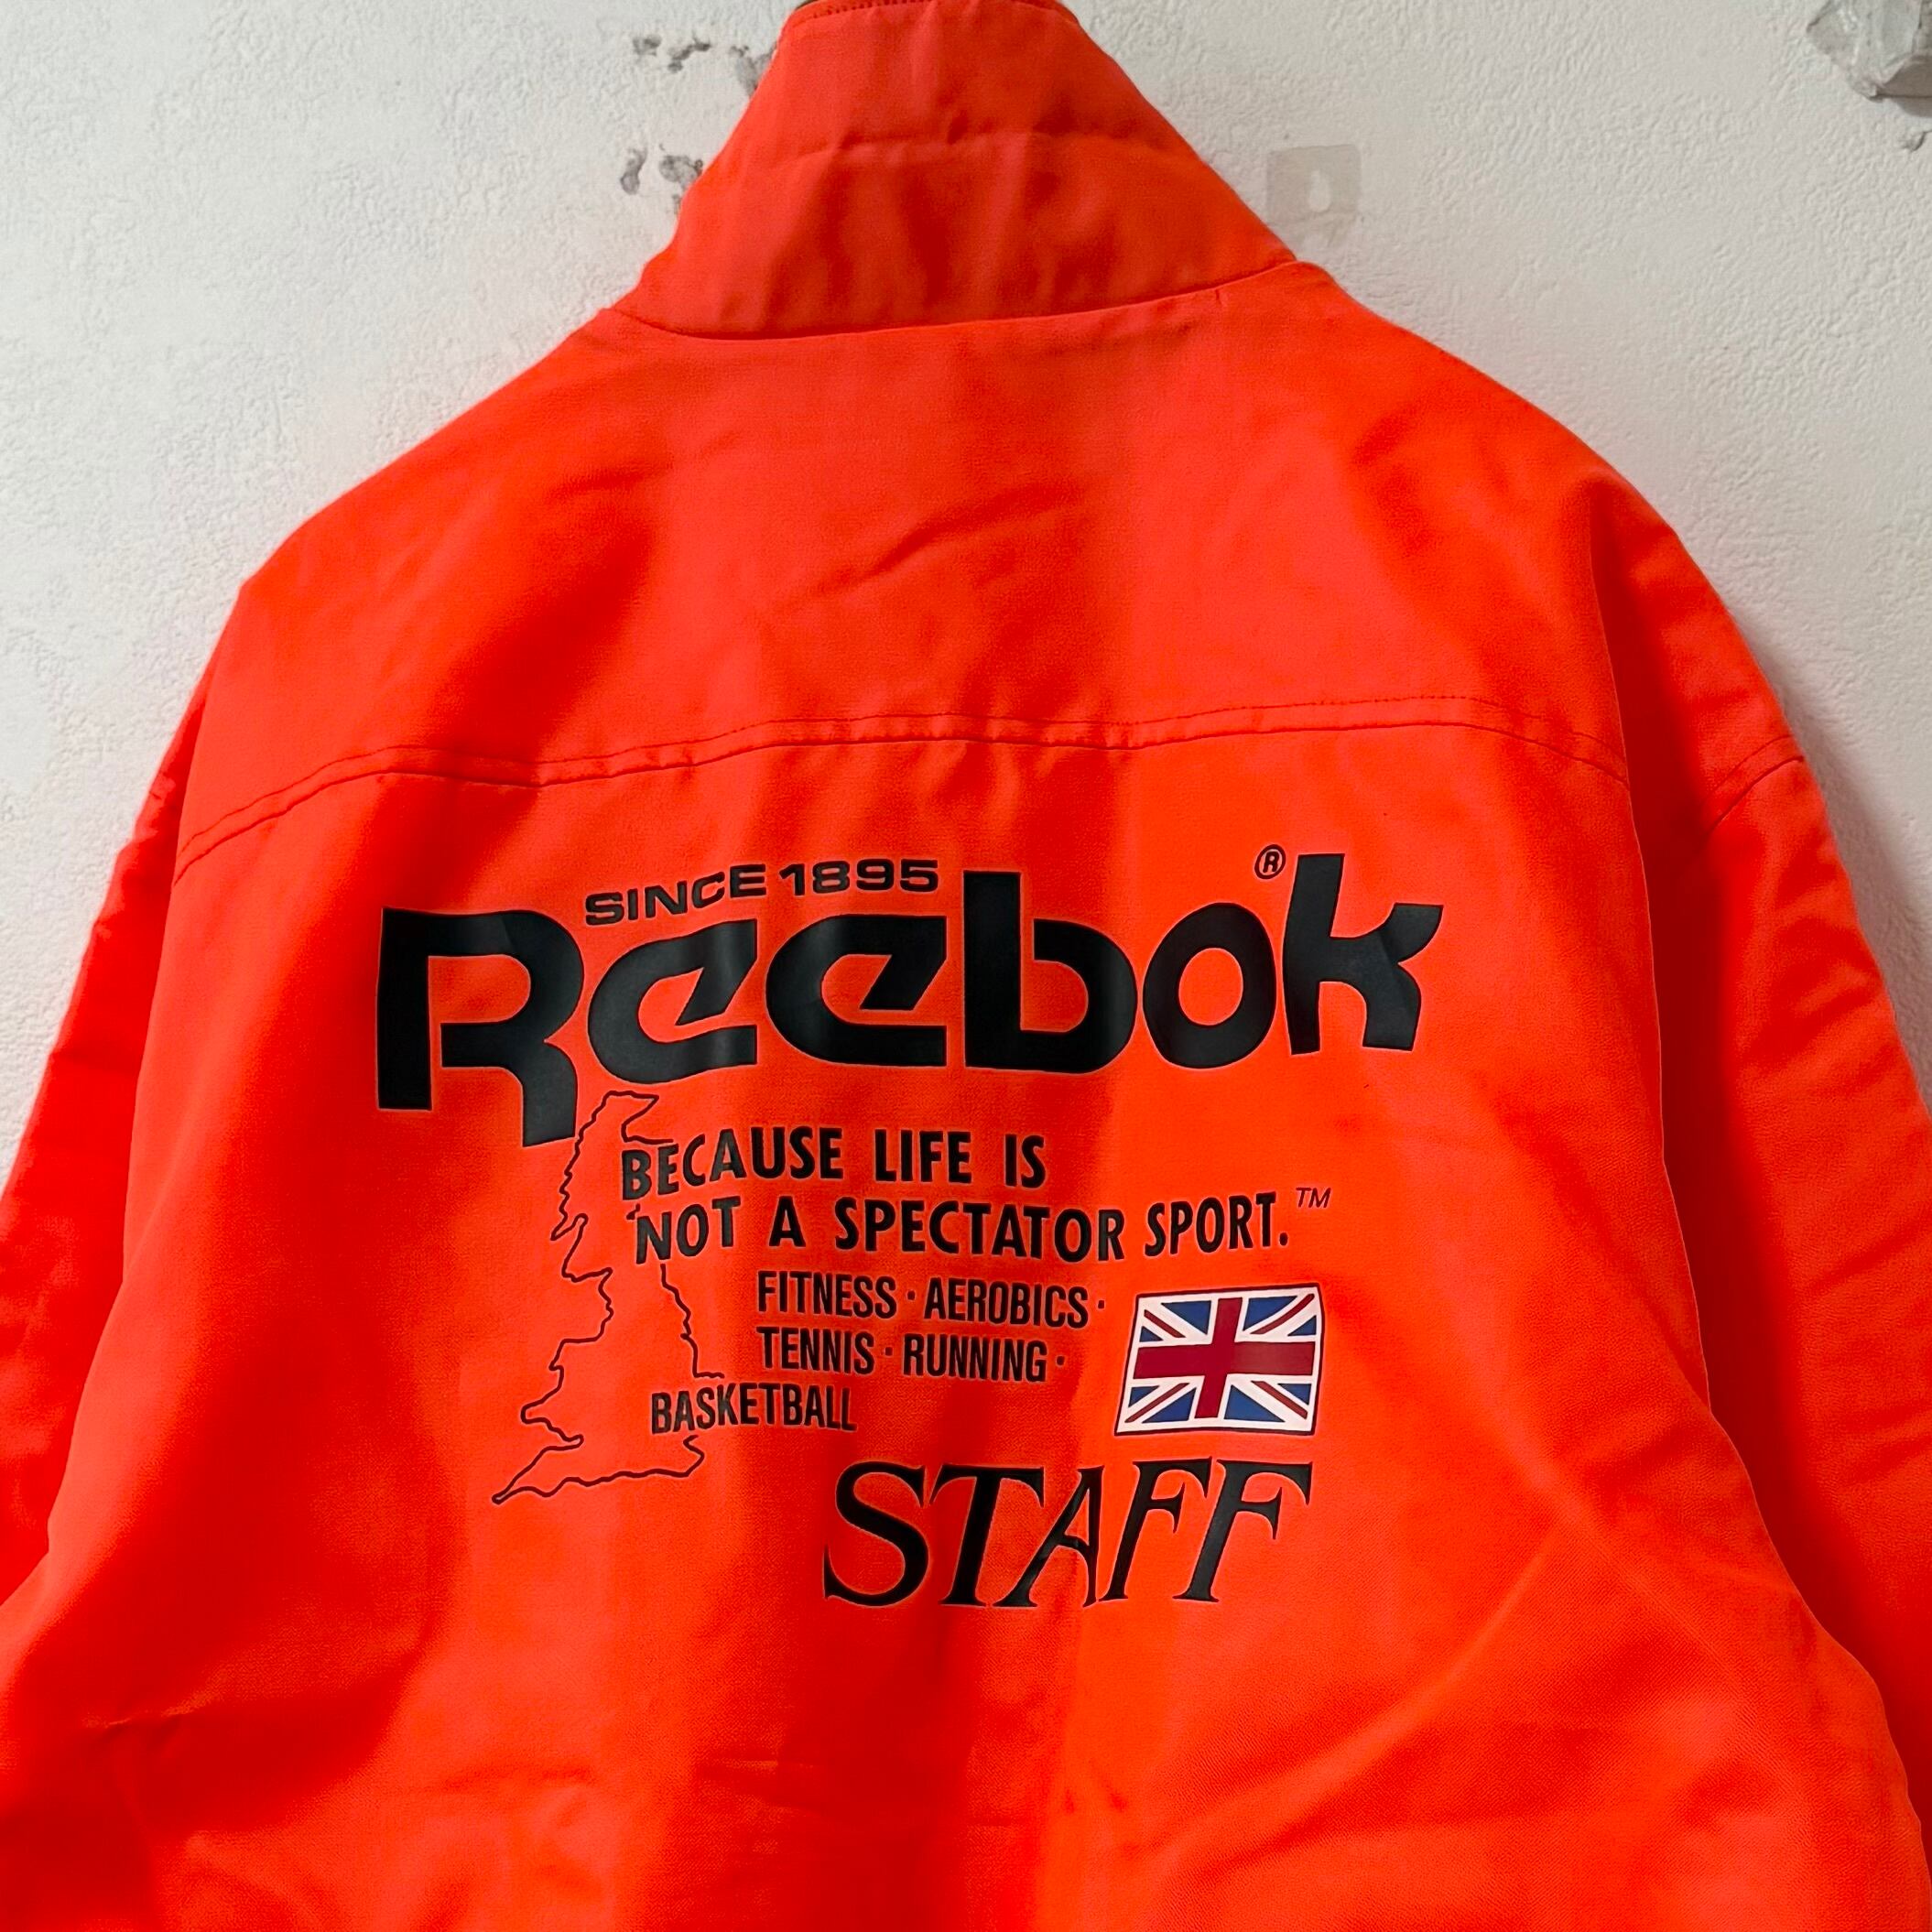 SINCE 1895
Reebok®
BECAUSE LIFE IS
NOT A SPECTATOR SPORT.™
FITNESS · AEROBICS ·
TENNIS · RUNNING ·
BASKETBALL
STAFF